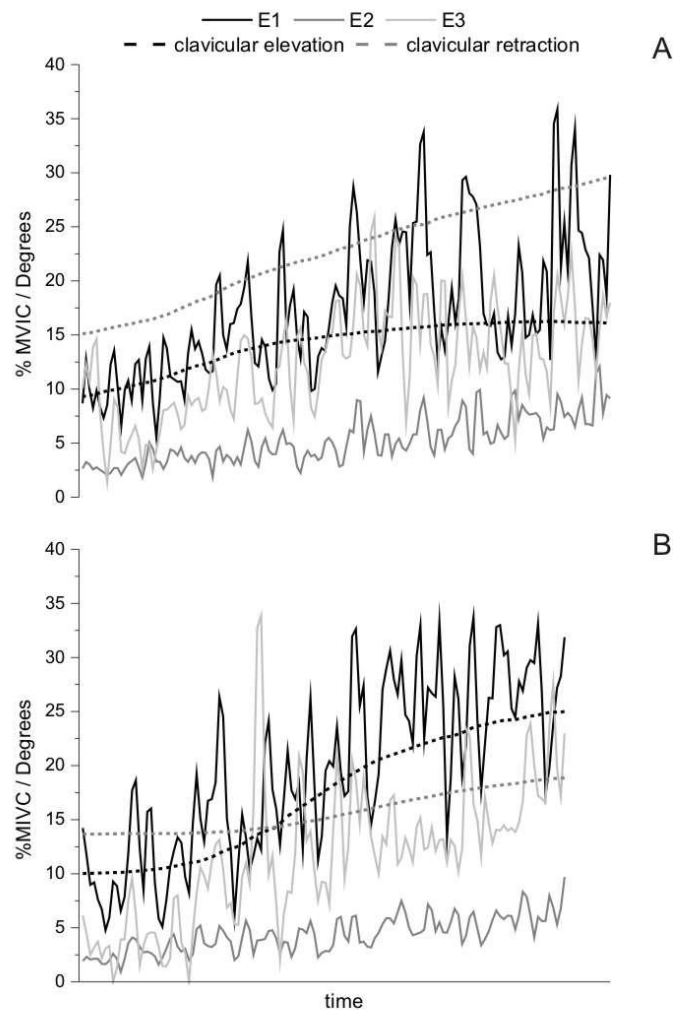 E1 E2 E3
clavicular elevation clavicular retraction
A
40
35
30
25
20
15
10
5
0
% MVIC / Degrees
B
40
35
30
25
20
15
10
5
0
%MIVC / Degrees
time